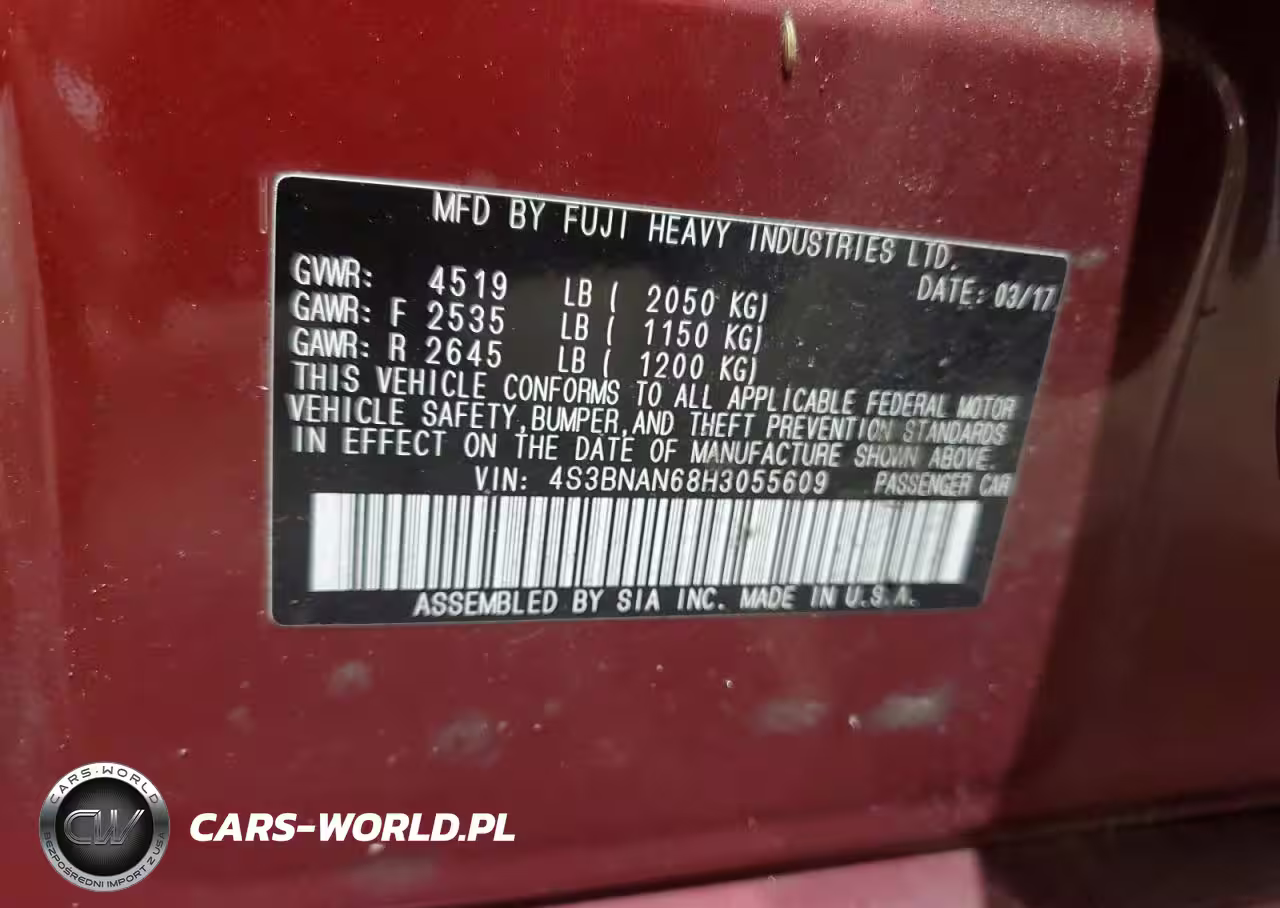 MFD BY FUJI HEAVY INDUSTRIES LTD.
DATE: 03/17
GVWR: 4519 LB ( 2050 KG)
GAWR: F 2535 LB ( 1150 KG)
GAWR: R 2645 LB ( 1200 KG)
THIS VEHICLE CONFORMS TO ALL APPLICABLE FEDERAL MOTOR
VEHICLE SAFETY, BUMPER, AND THEFT PREVENTION STANDARDS
IN EFFECT ON THE DATE OF MANUFACTURE SHOWN ABOVE.
VIN: 4S3BNAN68H3055609 PASSENGER CAR
ASSEMBLED BY SIA INC. MADE IN U.S.A.
CARS-WORLD
CW
BEZPOŚREDNI IMPORT Z USA
CARS-WORLD.PL